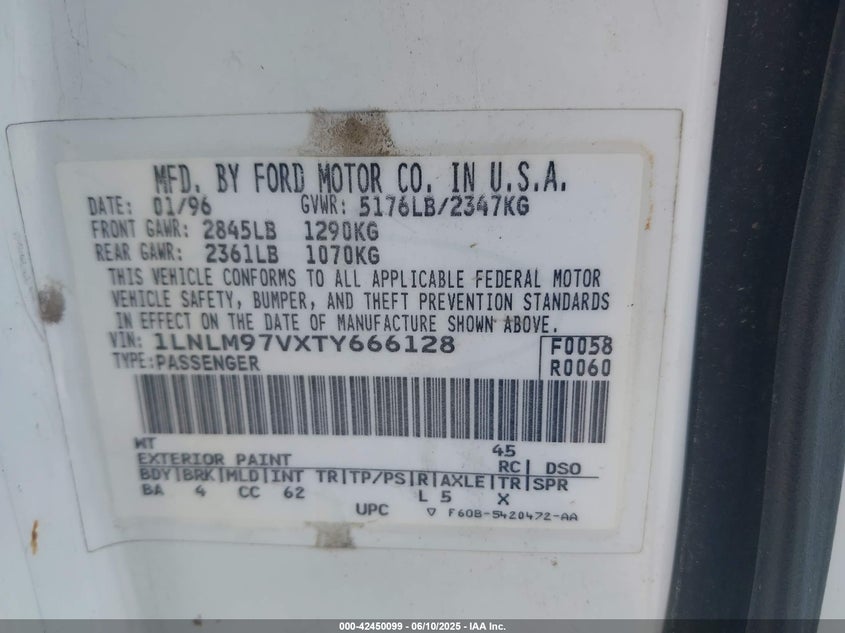 MFD. BY FORD MOTOR CO. IN U.S.A.
DATE: 01/96 GVWR: 5176LB/2347KG
FRONT GAWR: 2845LB 1290KG
REAR GAWR: 2361LB 1070KG
THIS VEHICLE CONFORMS TO ALL APPLICABLE FEDERAL MOTOR
VEHICLE SAFETY, BUMPER, AND THEFT PREVENTION STANDARDS
IN EFFECT ON THE DATE OF MANUFACTURE SHOWN ABOVE.
VIN: 1LNLM97VXTY666128 F0058
TYPE: PASSENGER R0060
WT 45
EXTERIOR PAINT RC DSO
BDY BRK MLD INT TR TP/PS R AXLE TR SPR
BA 4 CC 62 L 5 X
UPC ▽ F60B-5420472-AA
000-42450099 - 06/10/2025 - IAA Inc.